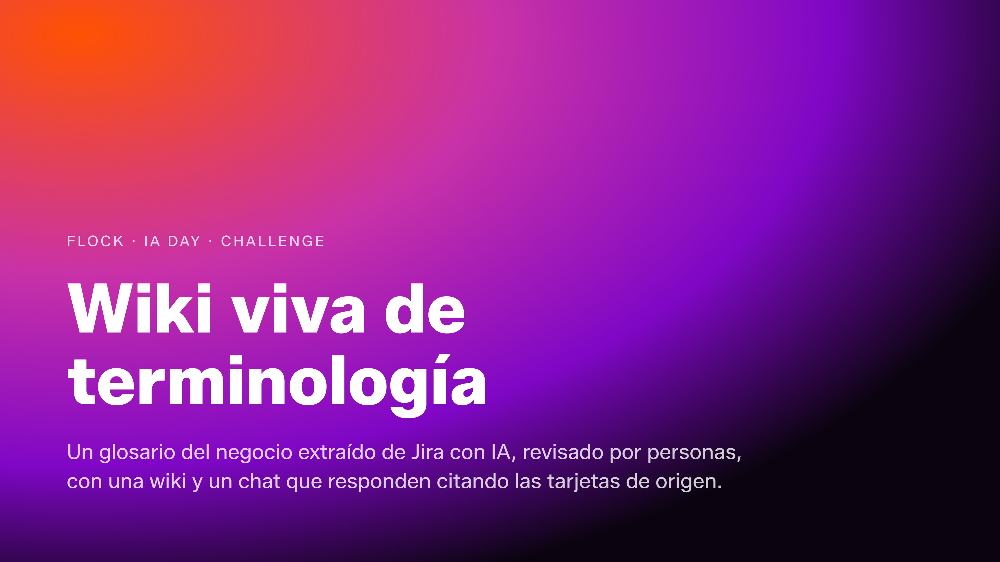 FLOCK · IA DAY · CHALLENGE
Wiki viva de
terminología
Un glosario del negocio extraído de Jira con IA, revisado por personas,
con una wiki y un chat que responden citando las tarjetas de origen.